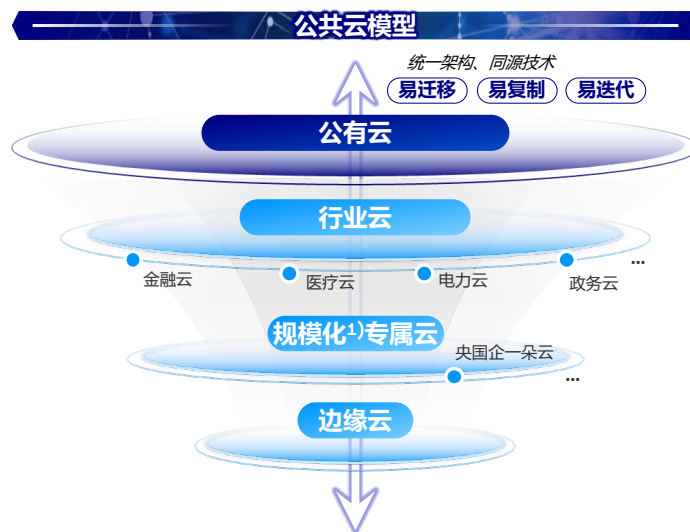 公共云模型
统一架构、同源技术
易迁移 易复制 易迭代
公有云
行业云
金融云 医疗云 电力云 政务云 ...
规模化1)专属云
央国企一朵云 ...
边缘云